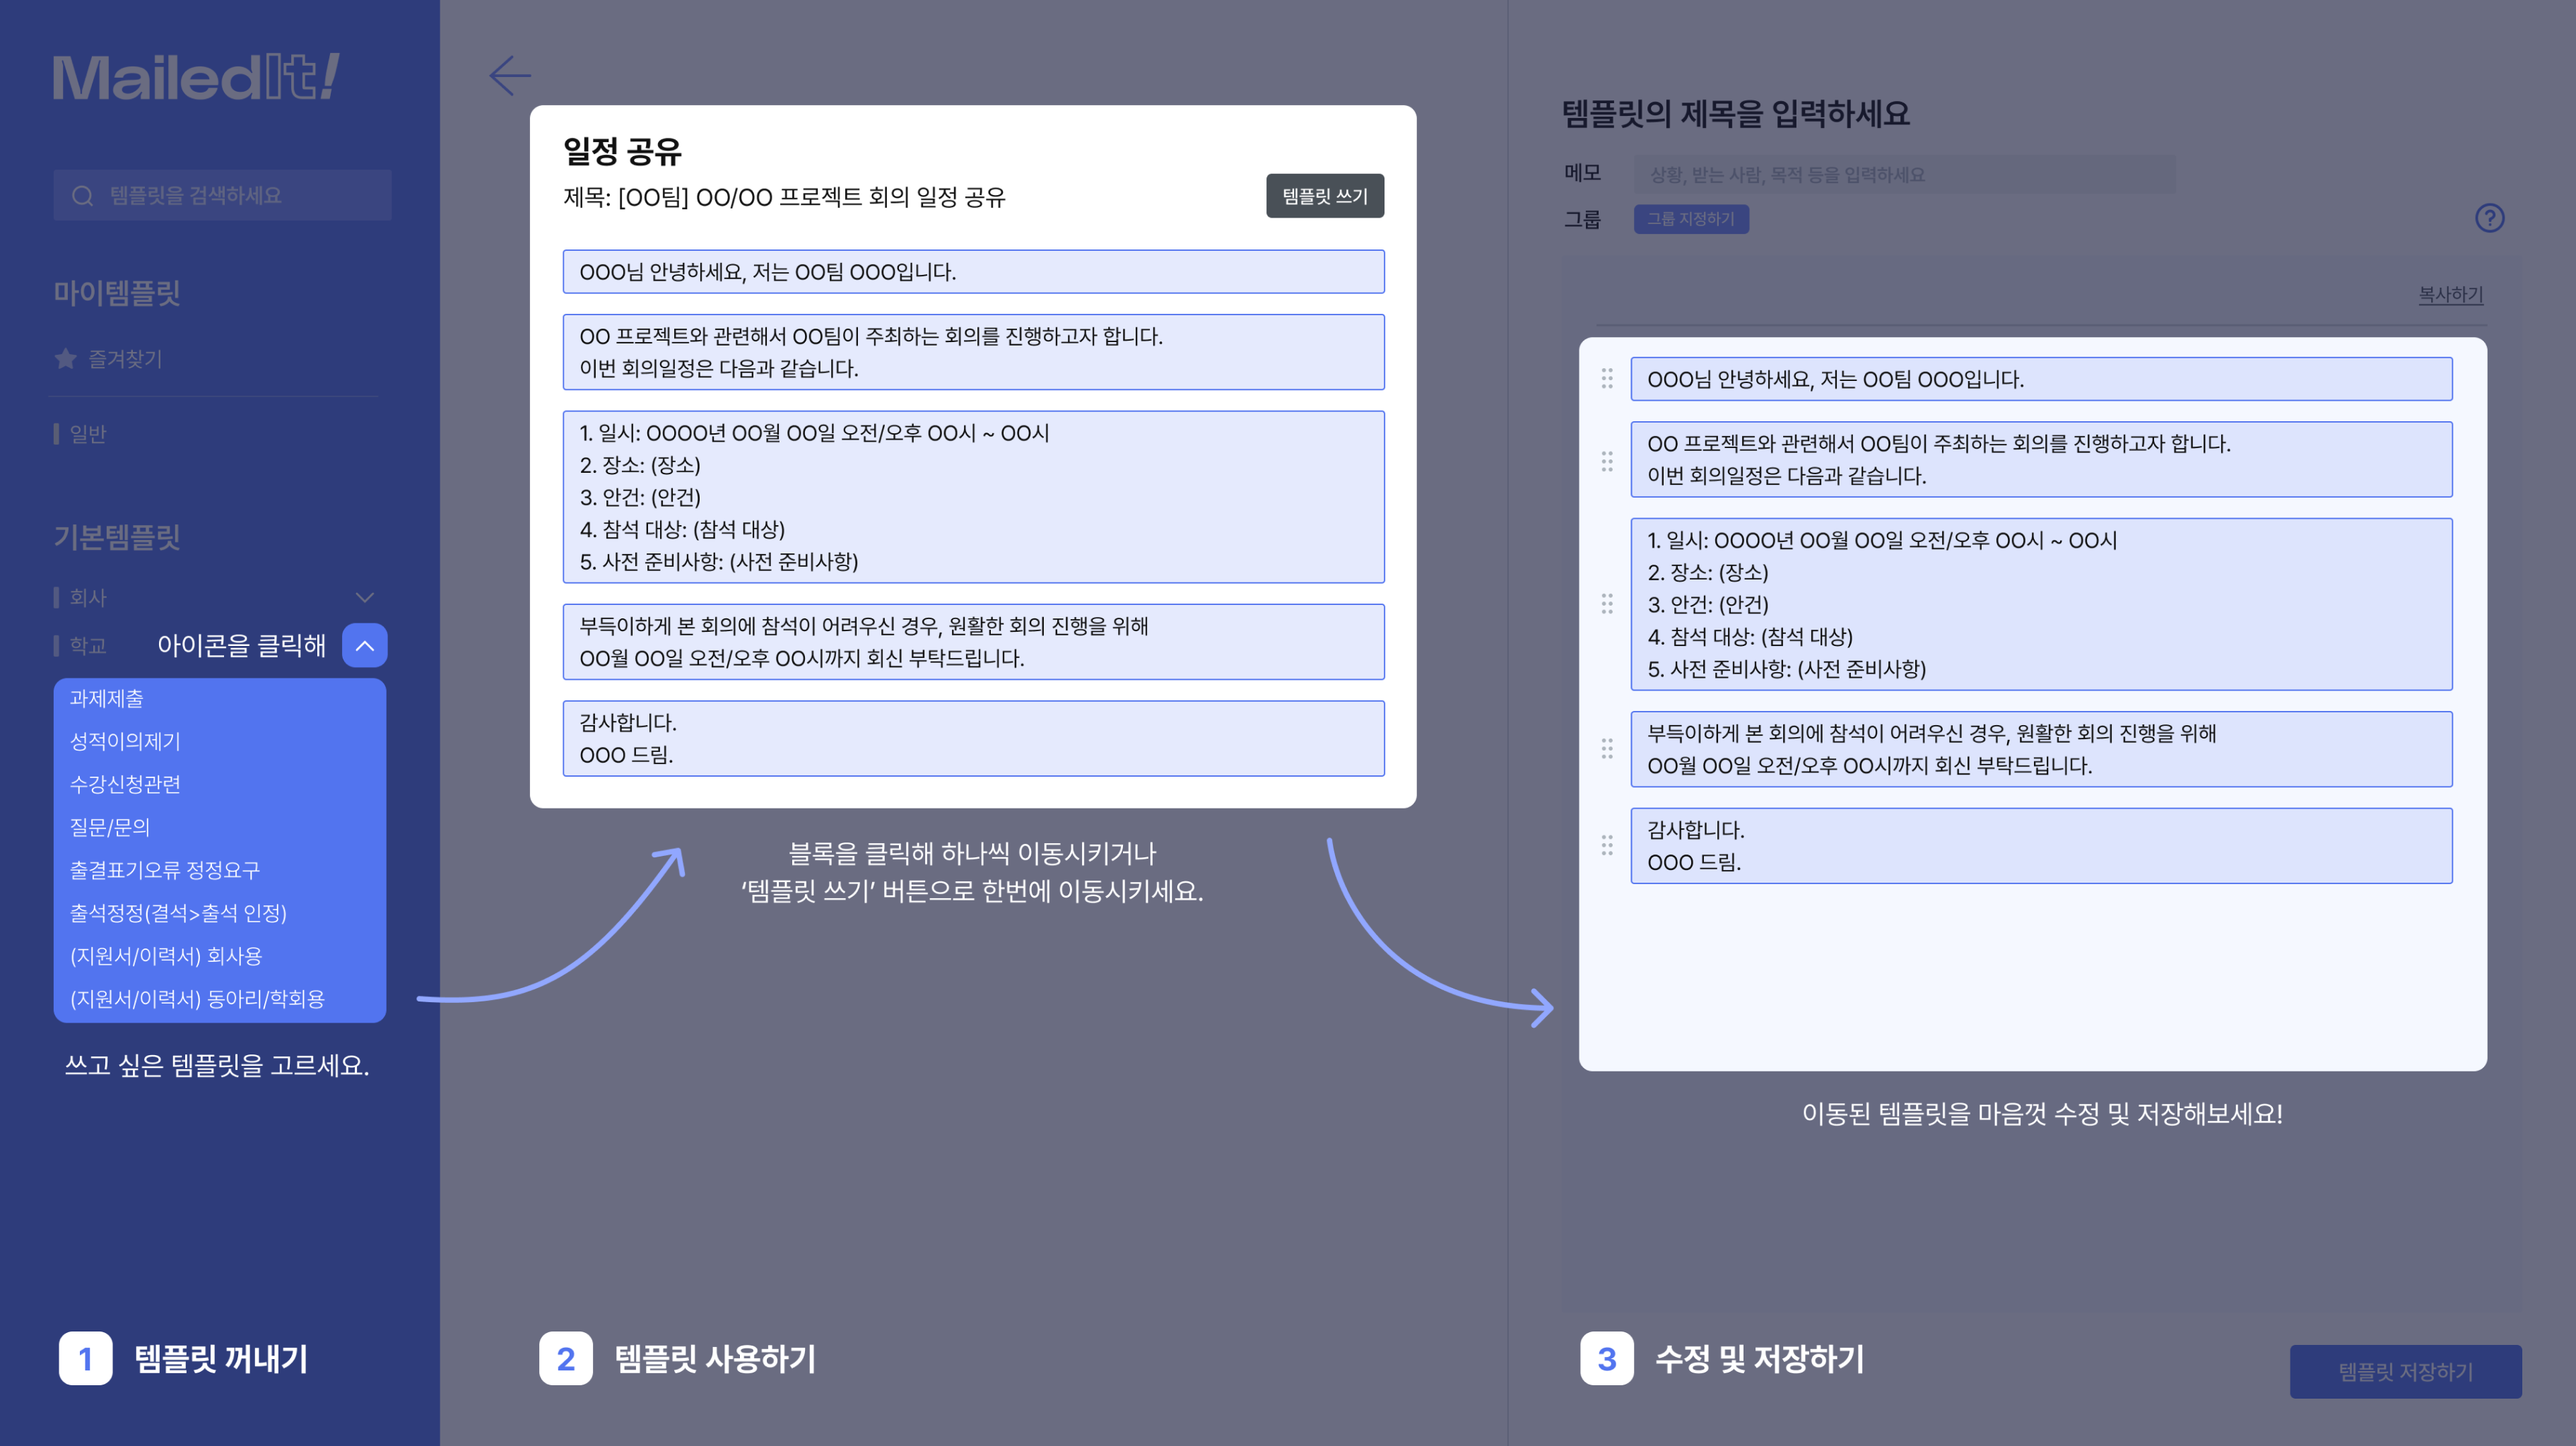 MailedIt!
템플릿을 검색하세요
마이템플릿
즐겨찾기
일반
기본템플릿
회사
학교
아이콘을 클릭해
과제제출
성적이의제기
수강신청관련
질문/문의
출결표기오류 정정요구
출석정정(결석>출석 인정)
(지원서/이력서) 회사용
(지원서/이력서) 동아리/학회용
쓰고 싶은 템플릿을 고르세요.
1 템플릿 꺼내기
일정 공유
제목: [OO팀] OO/OO 프로젝트 회의 일정 공유
템플릿 쓰기
OOO님 안녕하세요, 저는 OO팀 OOO입니다.
OO 프로젝트와 관련해서 OO팀이 주최하는 회의를 진행하고자 합니다.
이번 회의일정은 다음과 같습니다.
1. 일시: OOOO년 OO월 OO일 오전/오후 OO시 ~ OO시
2. 장소: (장소)
3. 안건: (안건)
4. 참석 대상: (참석 대상)
5. 사전 준비사항: (사전 준비사항)
부득이하게 본 회의에 참석이 어려우신 경우, 원활한 회의 진행을 위해
OO월 OO일 오전/오후 OO시까지 회신 부탁드립니다.
감사합니다.
OOO 드림.
블록을 클릭해 하나씩 이동시키거나
‘템플릿 쓰기’ 버튼으로 한번에 이동시키세요.
2 템플릿 사용하기
템플릿의 제목을 입력하세요
메모
상황, 받는 사람, 목적 등을 입력하세요
그룹
그룹 지정하기
?
복사하기
OOO님 안녕하세요, 저는 OO팀 OOO입니다.
OO 프로젝트와 관련해서 OO팀이 주최하는 회의를 진행하고자 합니다.
이번 회의일정은 다음과 같습니다.
1. 일시: OOOO년 OO월 OO일 오전/오후 OO시 ~ OO시
2. 장소: (장소)
3. 안건: (안건)
4. 참석 대상: (참석 대상)
5. 사전 준비사항: (사전 준비사항)
부득이하게 본 회의에 참석이 어려우신 경우, 원활한 회의 진행을 위해
OO월 OO일 오전/오후 OO시까지 회신 부탁드립니다.
감사합니다.
OOO 드림.
이동된 템플릿을 마음껏 수정 및 저장해보세요!
3 수정 및 저장하기
템플릿 저장하기